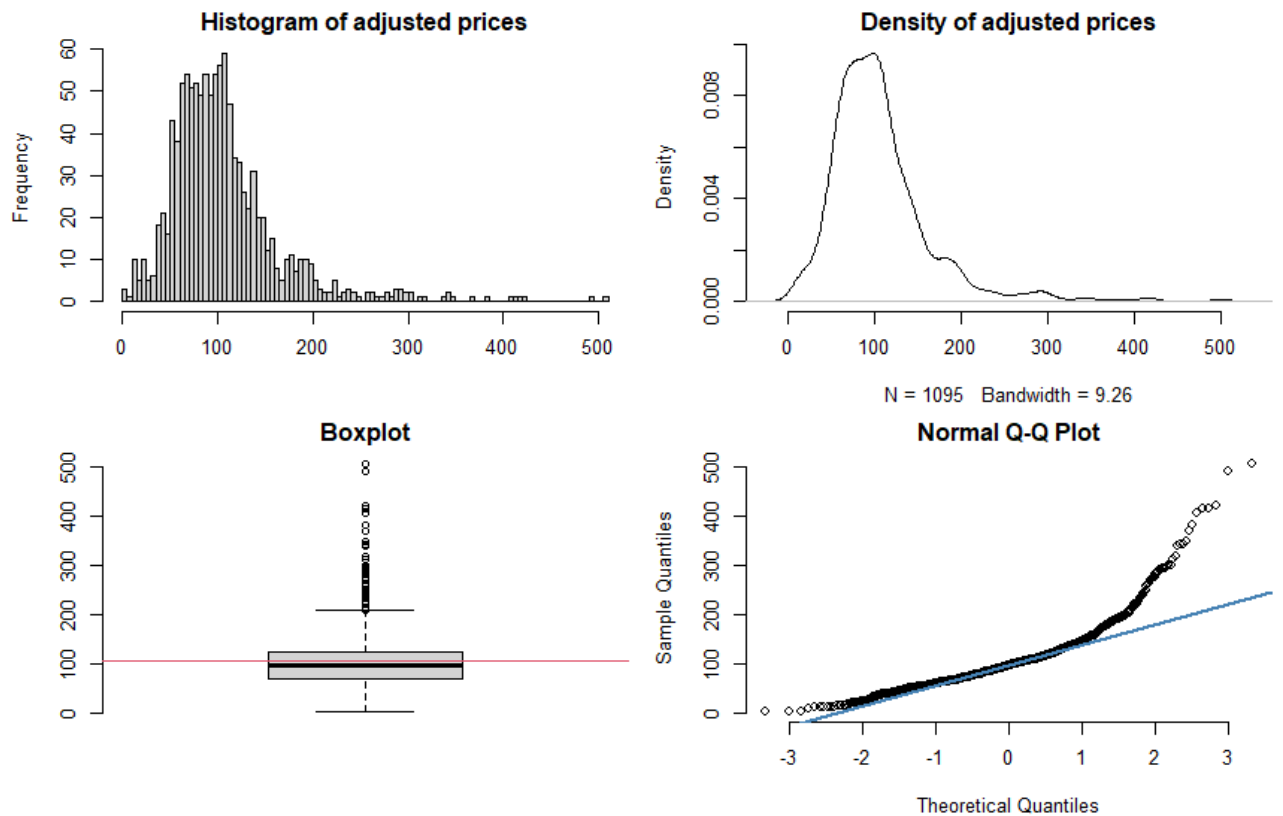 Histogram of adjusted prices
Frequency
60
50
40
30
20
10
0
0 100 200 300 400 500
Density of adjusted prices
Density
0.008
0.004
0.000
0 100 200 300 400 500
N = 1095 Bandwidth = 9.26
Boxplot
500
400
300
200
100
0
Normal Q-Q Plot
Sample Quantiles
500
400
300
200
100
0
-3 -2 -1 0 1 2 3
Theoretical Quantiles